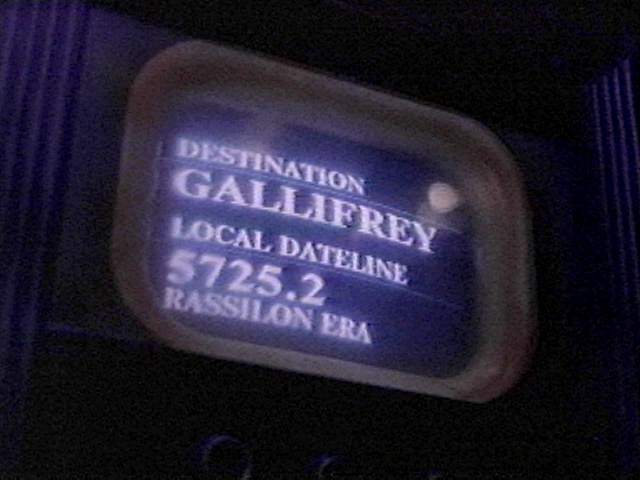 DESTINATION
GALLIFREY
LOCAL DATELINE
5725.2
RASSILON ERA